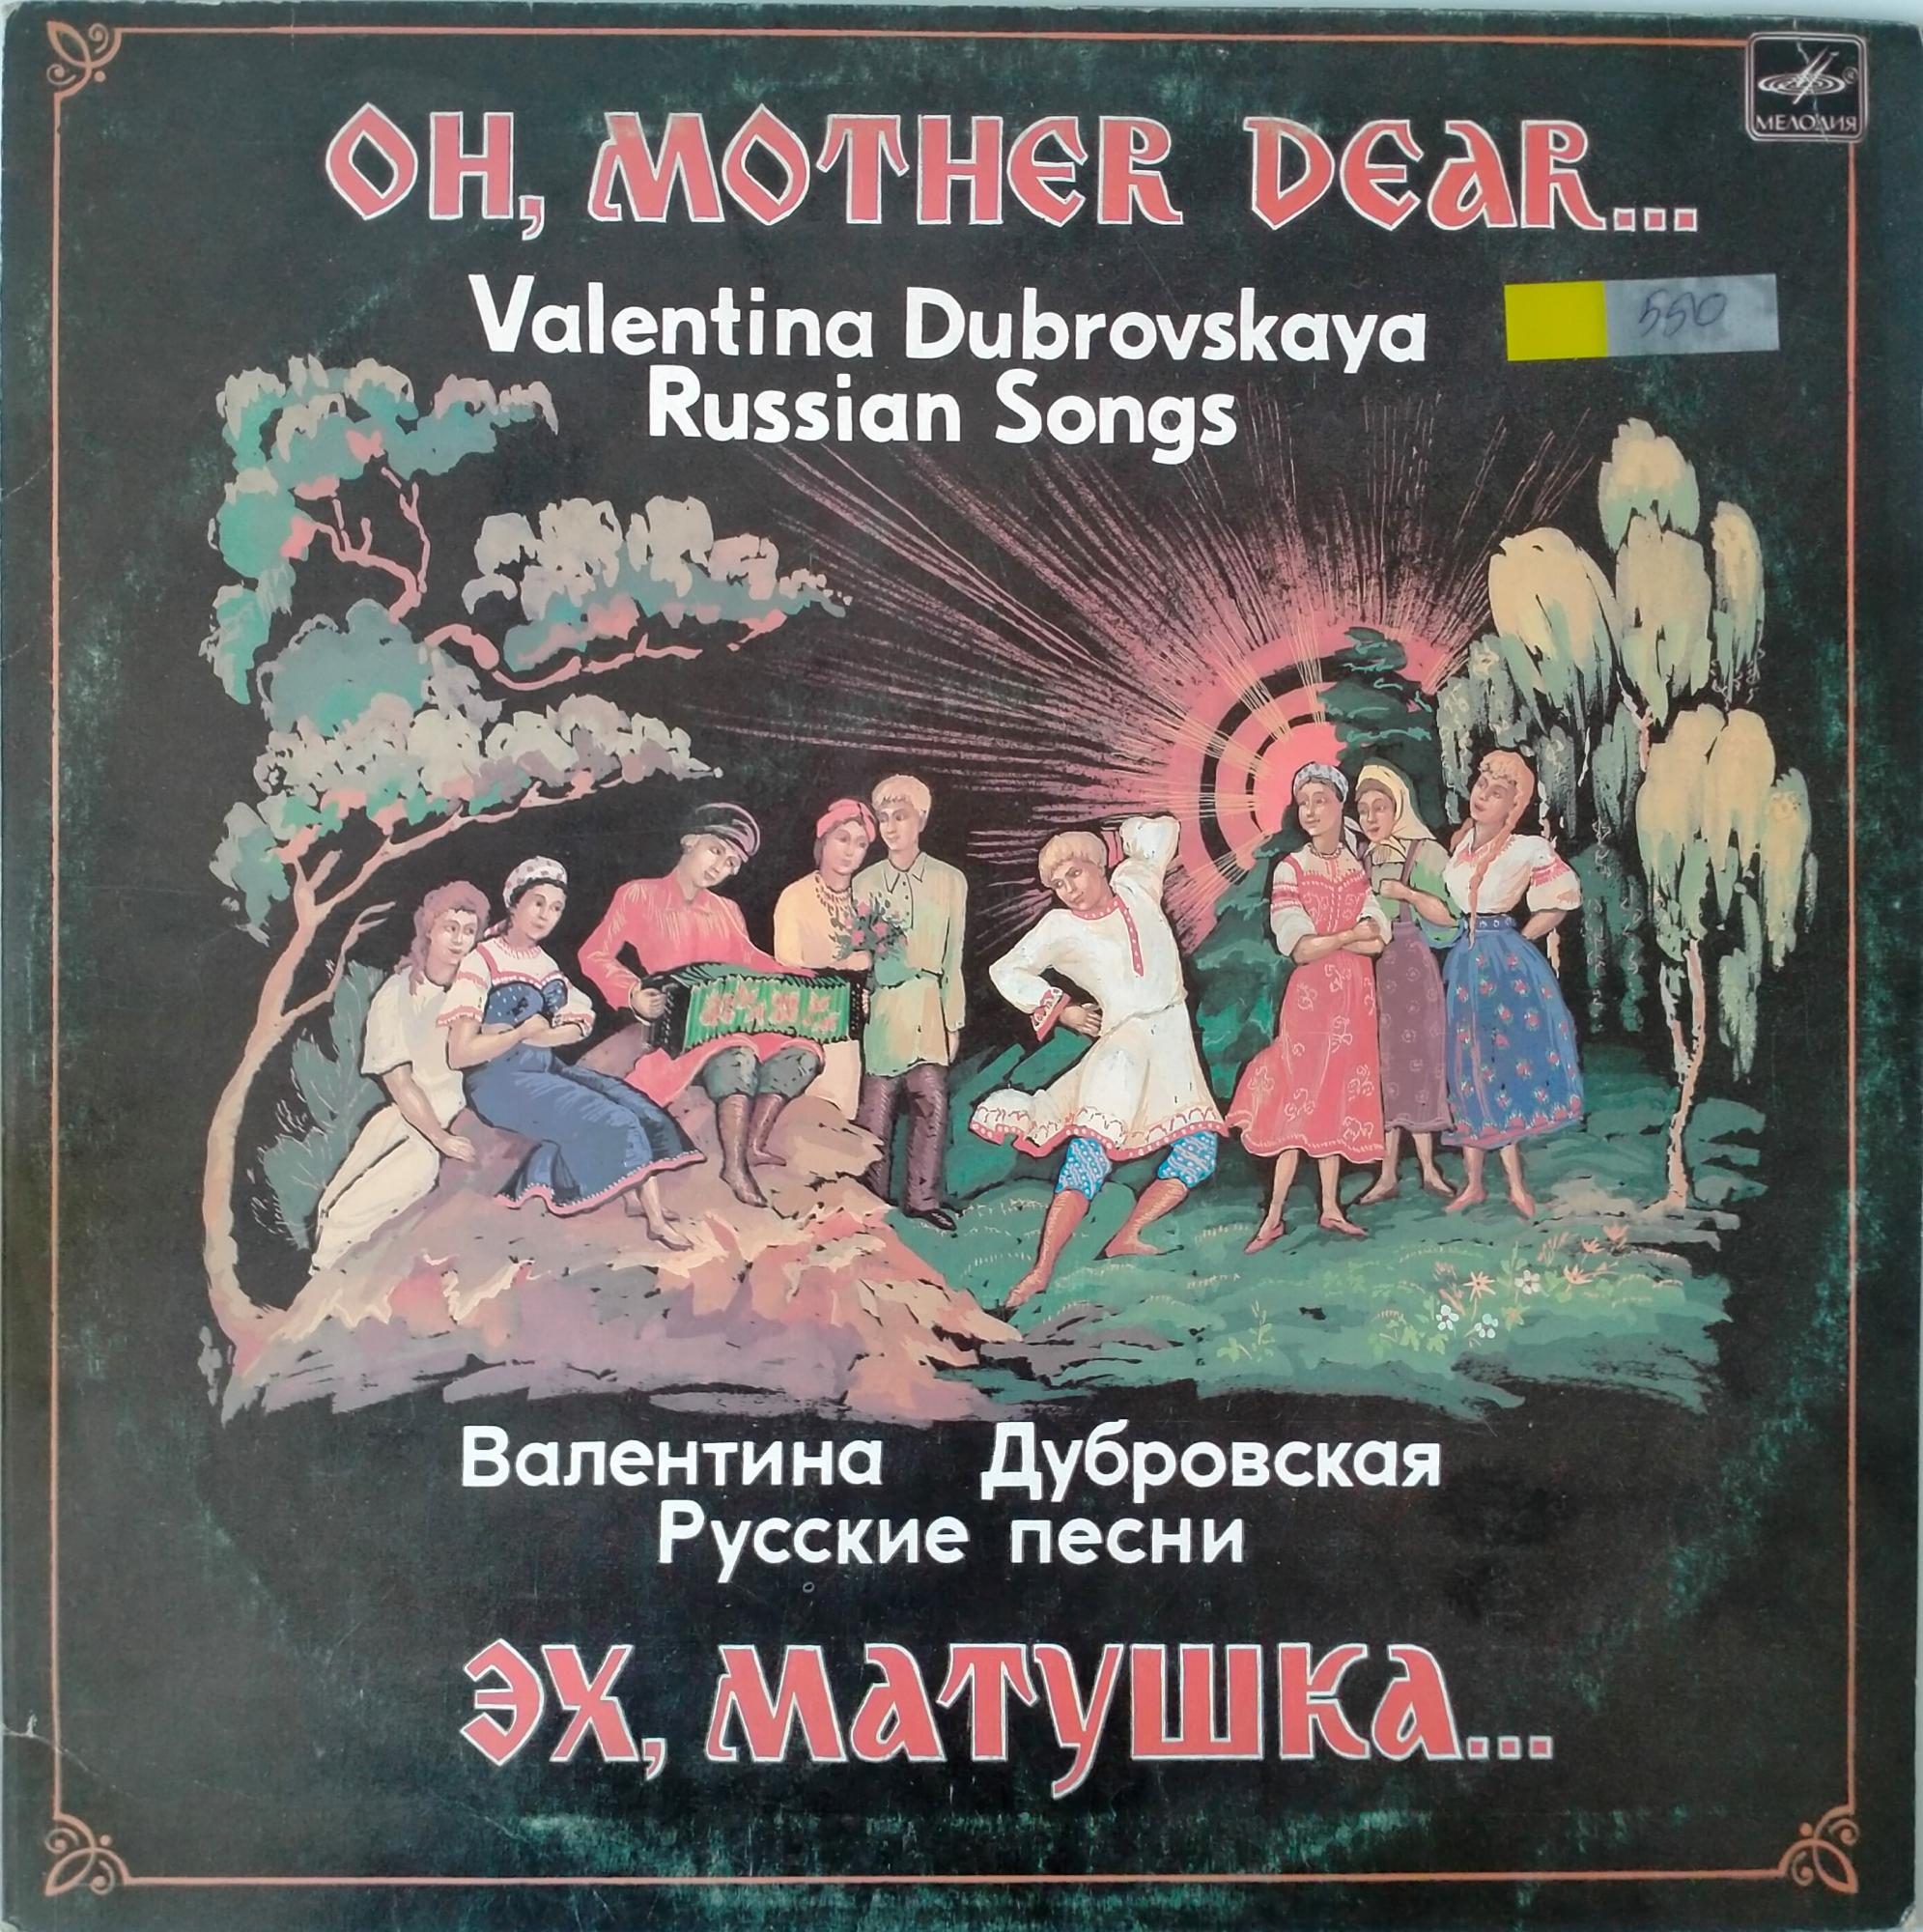 OH, MOTHER DEAR...
МЕЛОДИЯ
Valentina Dubrovskaya
550
Russian Songs
Валентина Дубровская
Русские песни
ЭХ, МАТУШКА...